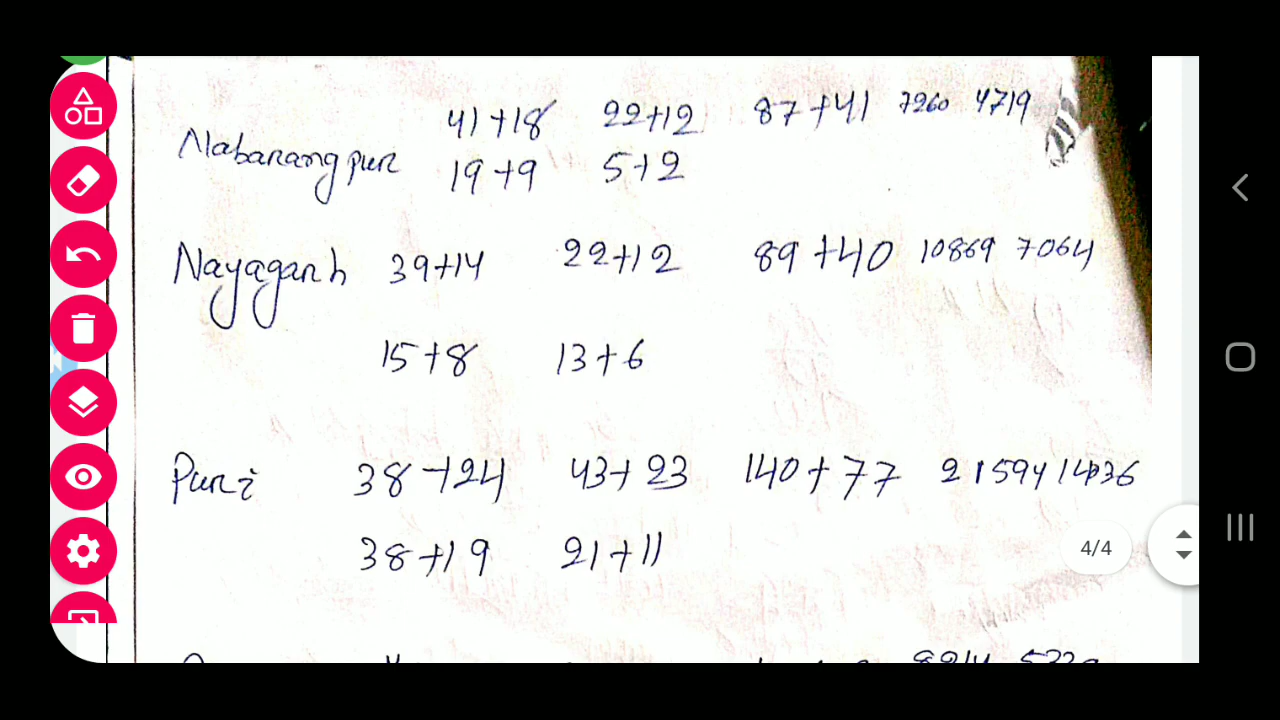 41+18 22+12 87+41 7260 4719
Nabarangpur
19+9 5+2
Nayagarh 39+14 22+12 89+40 10869 7064
15+8 13+6
Puri 38+24 43+23 140+77 21594 14036
38+19 21+11
4/4